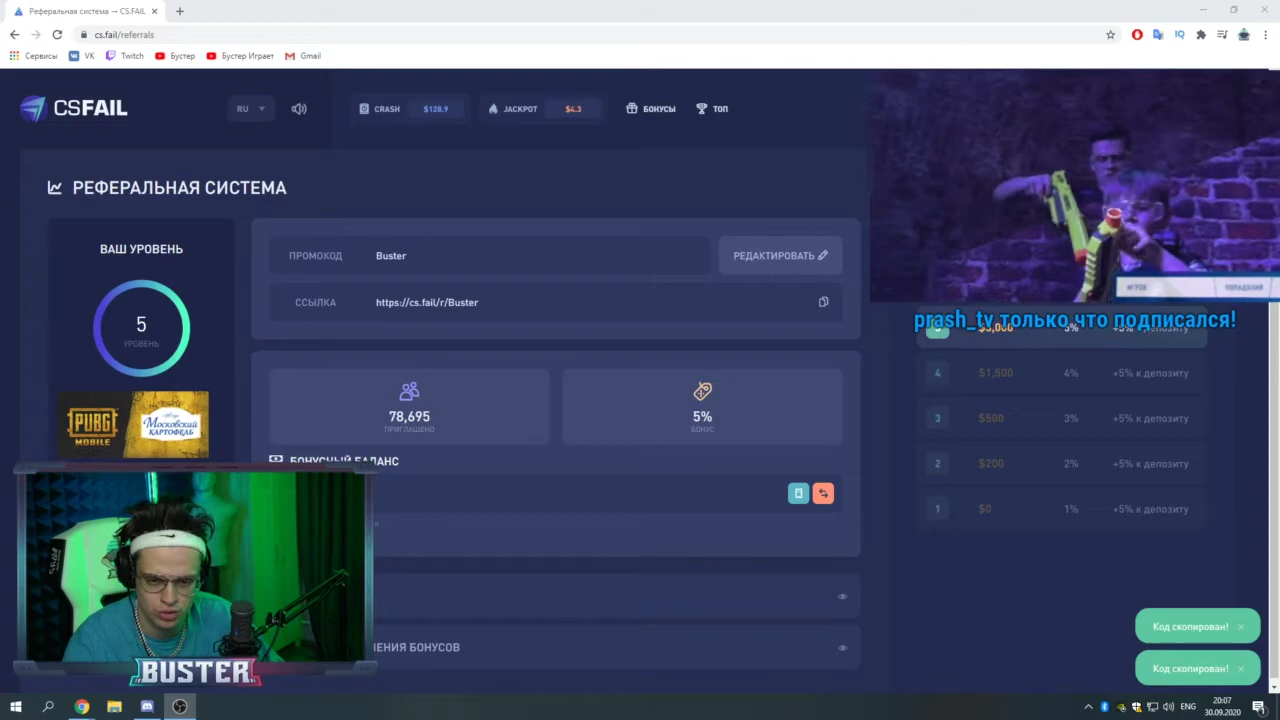 Реферальная система → CS.FAIL
cs.fail/referrals
Сервисы
VK
Twitch
Бустер
Бустер Играет
Gmail
CSFAIL
RU
CRASH
$128.9
JACKPOT
$4.3
БОНУСЫ
ТОП
РЕФЕРАЛЬНАЯ СИСТЕМА
ВАШ УРОВЕНЬ
5
УРОВЕНЬ
ПРОМОКОД
Buster
РЕДАКТИРОВАТЬ
ССЫЛКА
https://cs.fail/r/Buster
78,695
ПРИГЛАШЕНО
5%
БОНУС
БОНУСНЫЙ БАЛАНС
ЕНИЯ БОНУСОВ
PUBG
MOBILE
Московский
КАРТОФЕЛЬ
BUSTER
ИГРОК
ПОПАДАНИЯ
prash_tv только что подписался!
5%
4
$1,500
4%
+5% к депозиту
3
$500
3%
+5% к депозиту
2
$200
2%
+5% к депозиту
1
$0
1%
+5% к депозиту
Код скопирован!
Код скопирован!
ENG
20:07
30.09.2020